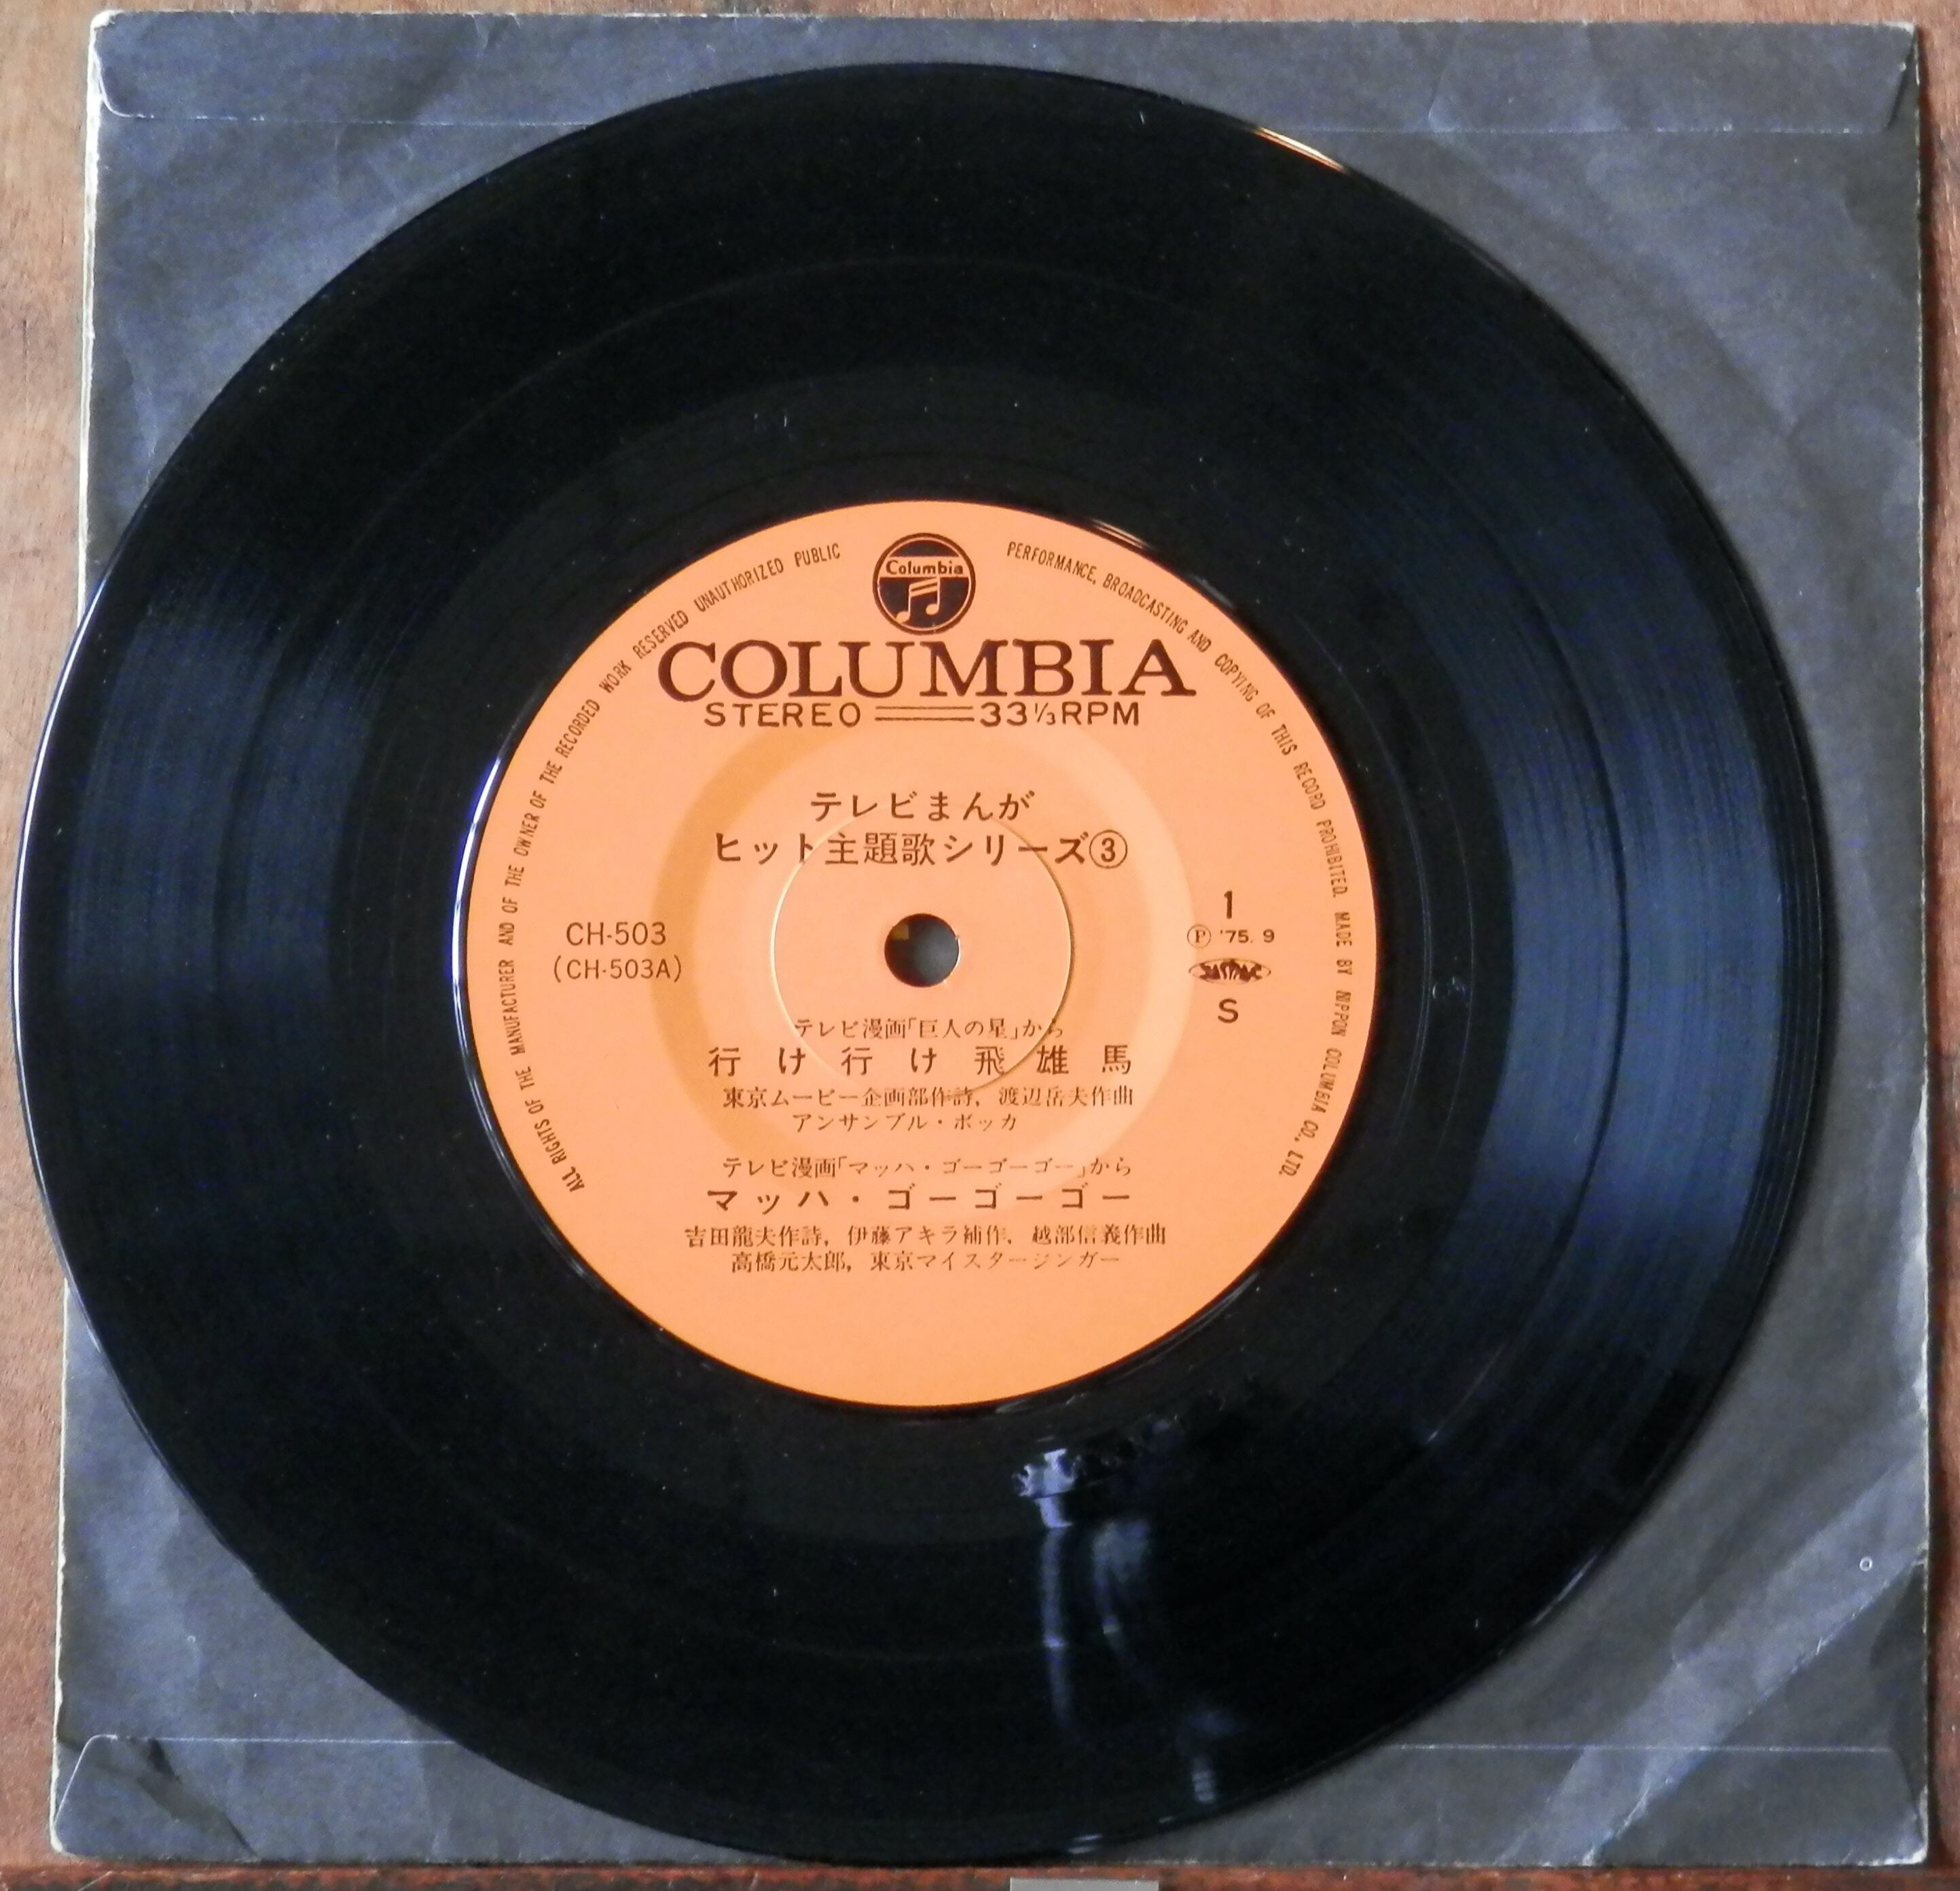 ALL RIGHTS OF THE MANUFACTURER AND OF THE OWNER OF THE RECORDED WORK RESERVED UNAUTHORIZED PUBLIC PERFORMANCE, BROADCASTING AND COPYING OF THIS RECORD PROHIBITED. MADE BY NIPPON COLUMBIA CO., LTD.
Columbia
COLUMBIA
STEREO 33⅓RPM
テレビまんが
ヒット主題歌シリーズ③
CH-503
(CH-503A)
1
Ⓟ '75. 9
JASRAC
S
テレビ漫画「巨人の星」から
行け行け飛雄馬
東京ムービー企画部作詩, 渡辺岳夫作曲
アンサンブル・ボッカ
テレビ漫画「マッハ・ゴーゴーゴー」から
マッハ・ゴーゴーゴー
吉田龍夫作詩, 伊藤アキラ補作, 越部信義作曲
高橋元太郎, 東京マイスタージンガー